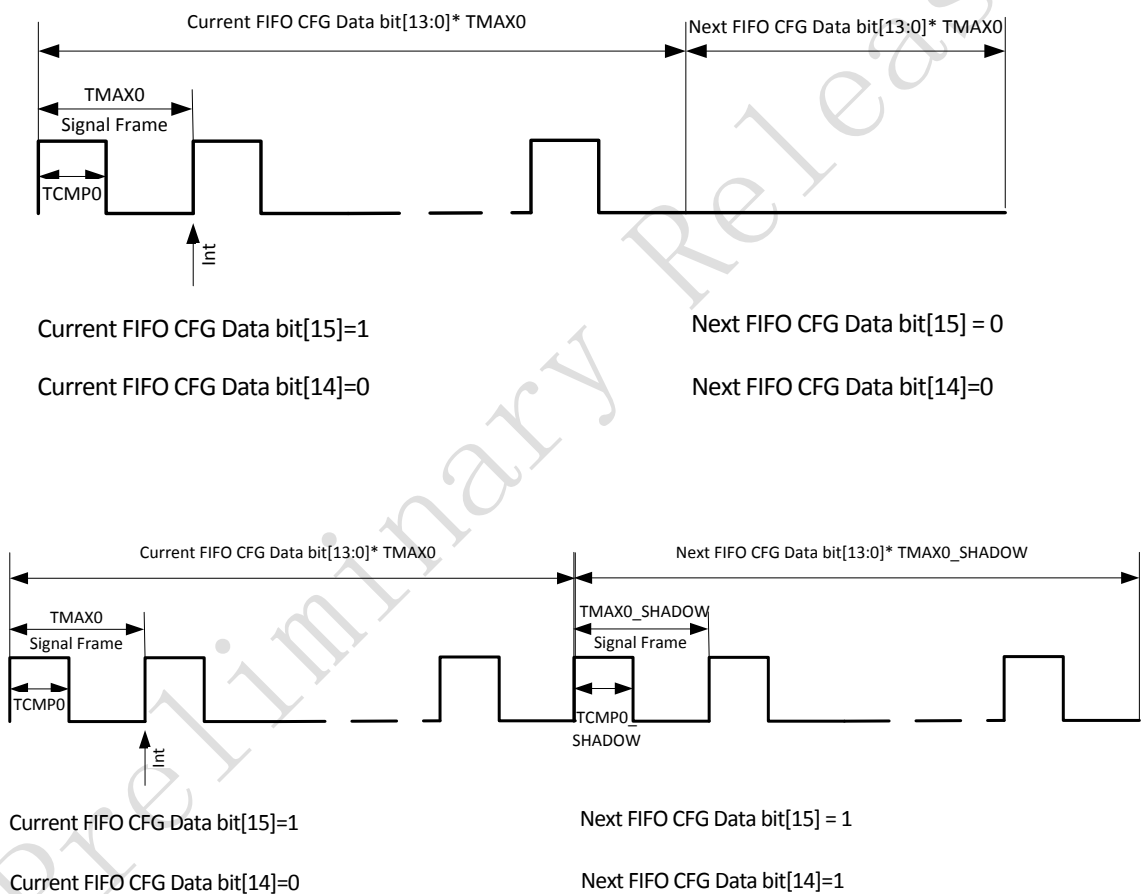 Current FIFO CFG Data bit[13:0]* TMAX0
Next FIFO CFG Data bit[13:0]* TMAX0
TMAX0
Signal Frame
TCMP0
Int
Current FIFO CFG Data bit[15]=1
Next FIFO CFG Data bit[15] = 0
Current FIFO CFG Data bit[14]=0
Next FIFO CFG Data bit[14]=0
Current FIFO CFG Data bit[13:0]* TMAX0
Next FIFO CFG Data bit[13:0]* TMAX0_SHADOW
TMAX0
Signal Frame
TCMP0
Int
TMAX0_SHADOW
Signal Frame
TCMP0_
SHADOW
Current FIFO CFG Data bit[15]=1
Next FIFO CFG Data bit[15] = 1
Current FIFO CFG Data bit[14]=0
Next FIFO CFG Data bit[14]=1
Preliminary Releas